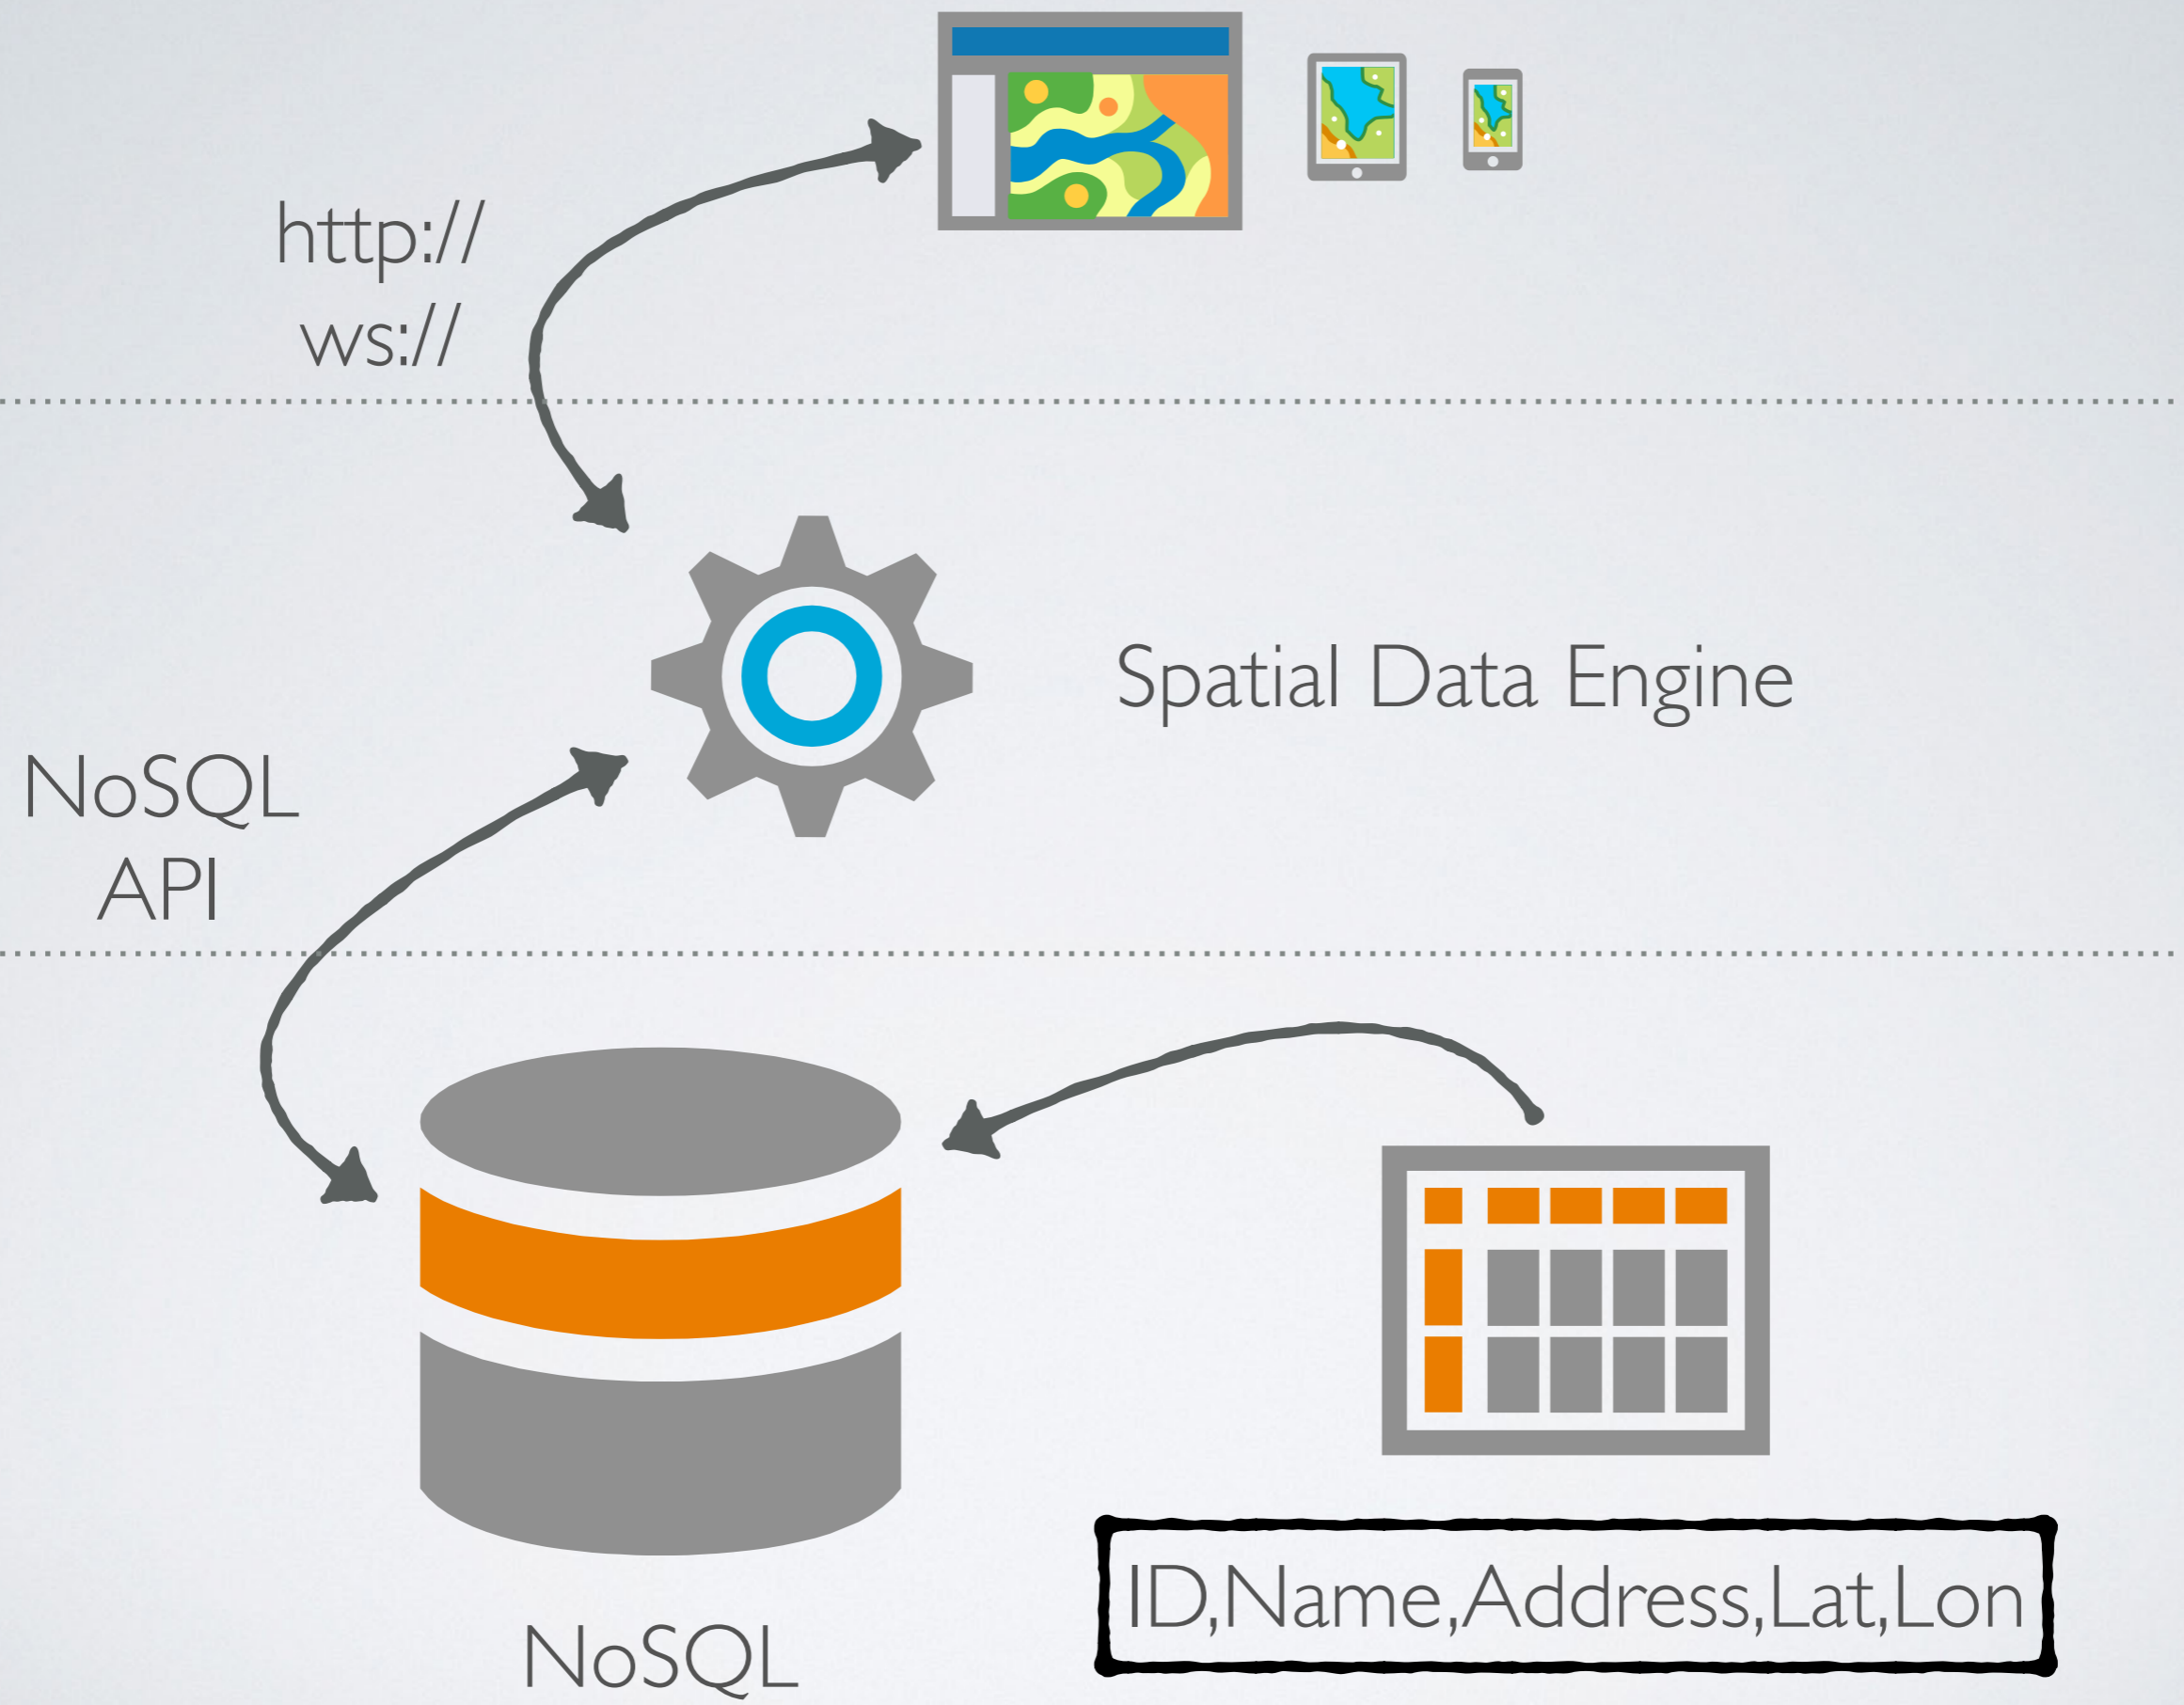 http://
ws://
Spatial Data Engine
NoSQL
API
NoSQL
ID,Name,Address,Lat,Lon